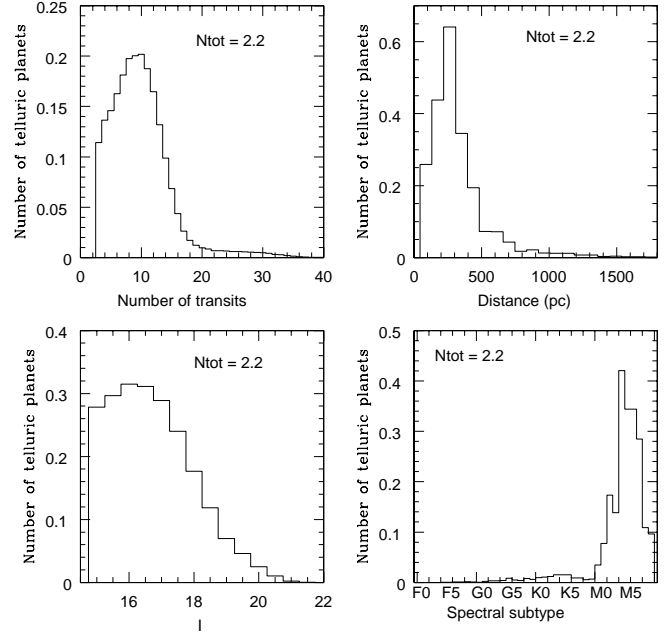 0.25
0.2
0.15
0.1
0.05
0
Number of telluric planets
Ntot = 2.2
0 10 20 30 40
Number of transits
0.6
0.4
0.2
0
Number of telluric planets
Ntot = 2.2
0 500 1000 1500
Distance (pc)
0.4
0.3
0.2
0.1
0
Number of telluric planets
Ntot = 2.2
16 18 20 22
I
0.5
0.4
0.3
0.2
0.1
0
Number of telluric planets
Ntot = 2.2
F0 F5 G0 G5 K0 K5 M0 M5
Spectral subtype